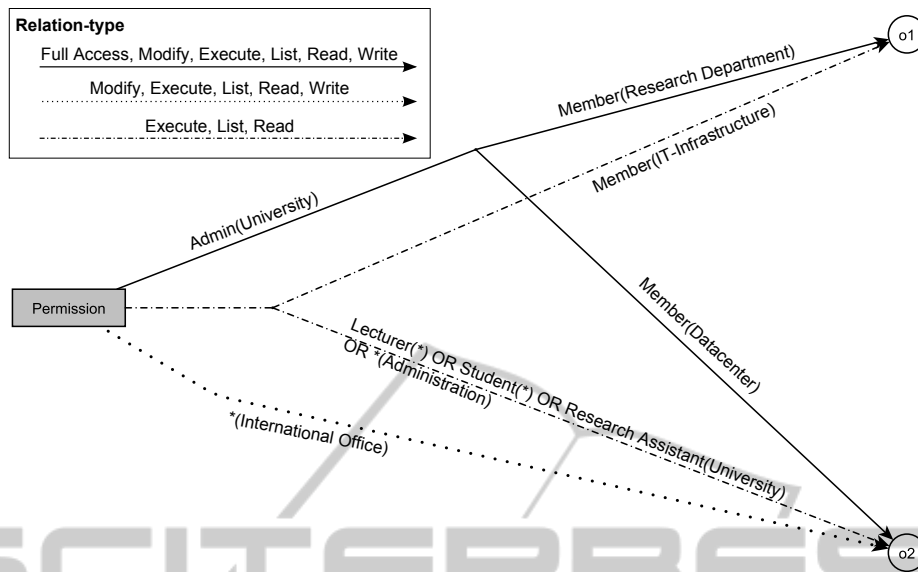 Relation-type
Full Access, Modify, Execute, List, Read, Write
Modify, Execute, List, Read, Write
Execute, List, Read
o1
Member(Research Department)
Member(IT-Infrastructure)
Admin(University)
Permission
Member(Datacenter)
Lecturer(*) OR Student(*) OR Research Assistant(University)
OR *(Administration)
*(International Office)
o2
SCITEPRESS